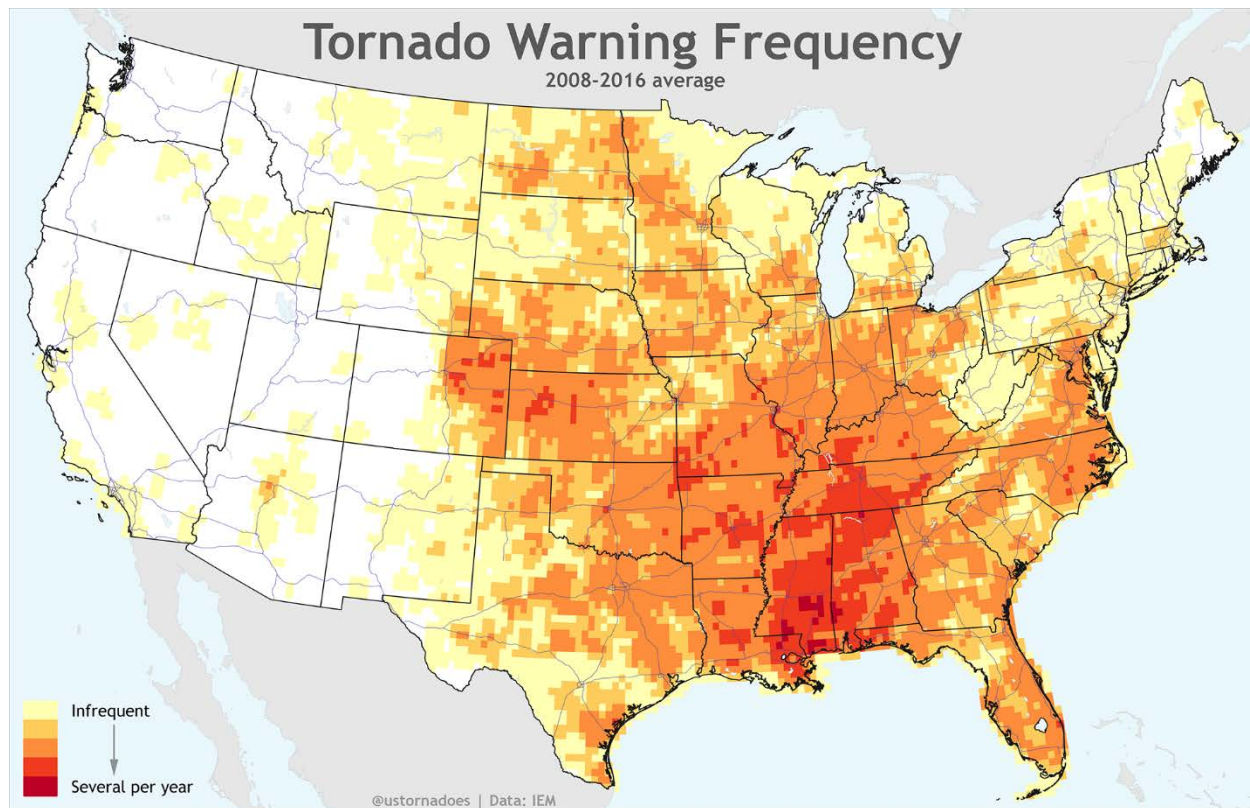 Tornado Warning Frequency
2008-2016 average
Infrequent
Several per year
@ustornadoes | Data: IEM